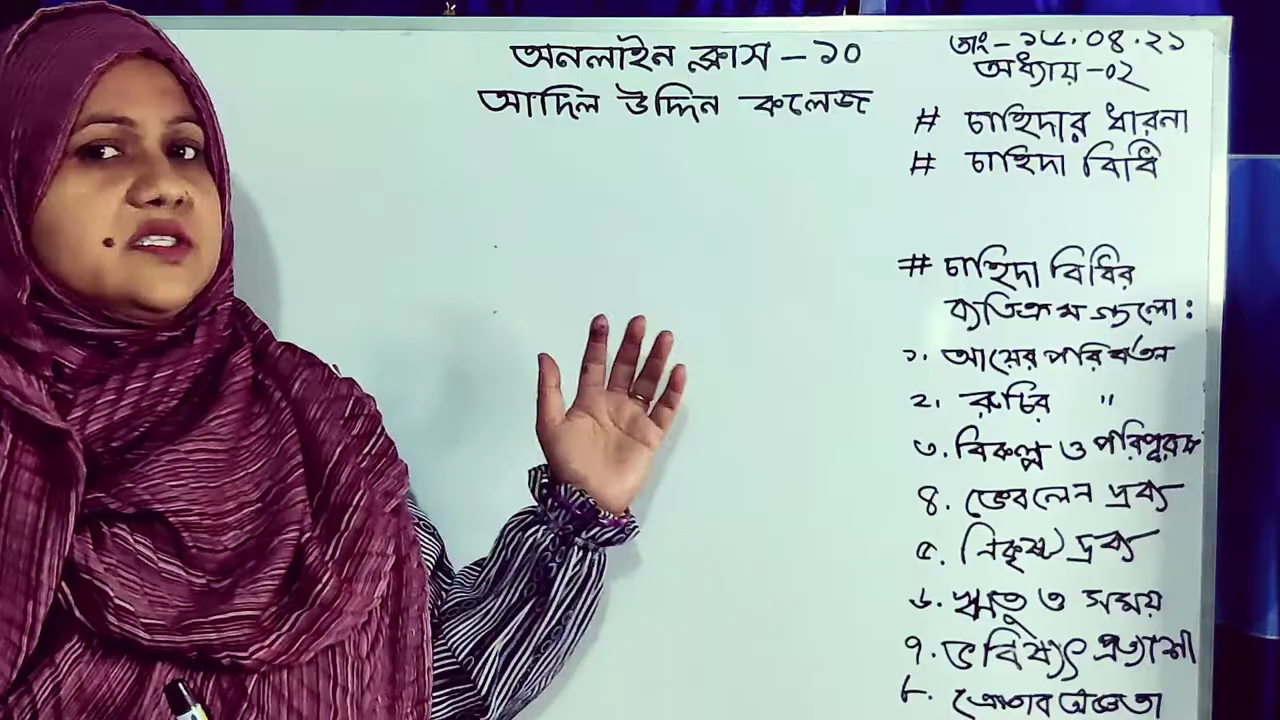 অনলাইন ক্লাস - ১০
আদিল উদ্দিন কলেজ
তাং- ১৮.০৪.২১
অধ্যায় -০২
# চাহিদার ধারনা
# চাহিদা বিধি
# চাহিদা বিধির
ব্যতিক্রম গুলো:
১. আয়ের পরিবর্তন
২. রুচির "
৩. বিকল্প ও পরিপূরক
৪. ভেবলেন দ্রব্য
৫. নিকৃষ্ট দ্রব্য
৬. ঋতু ও সময়
৭. ভবিষ্যৎ প্রত্যাশা
৮. ক্রেতার অজ্ঞতা